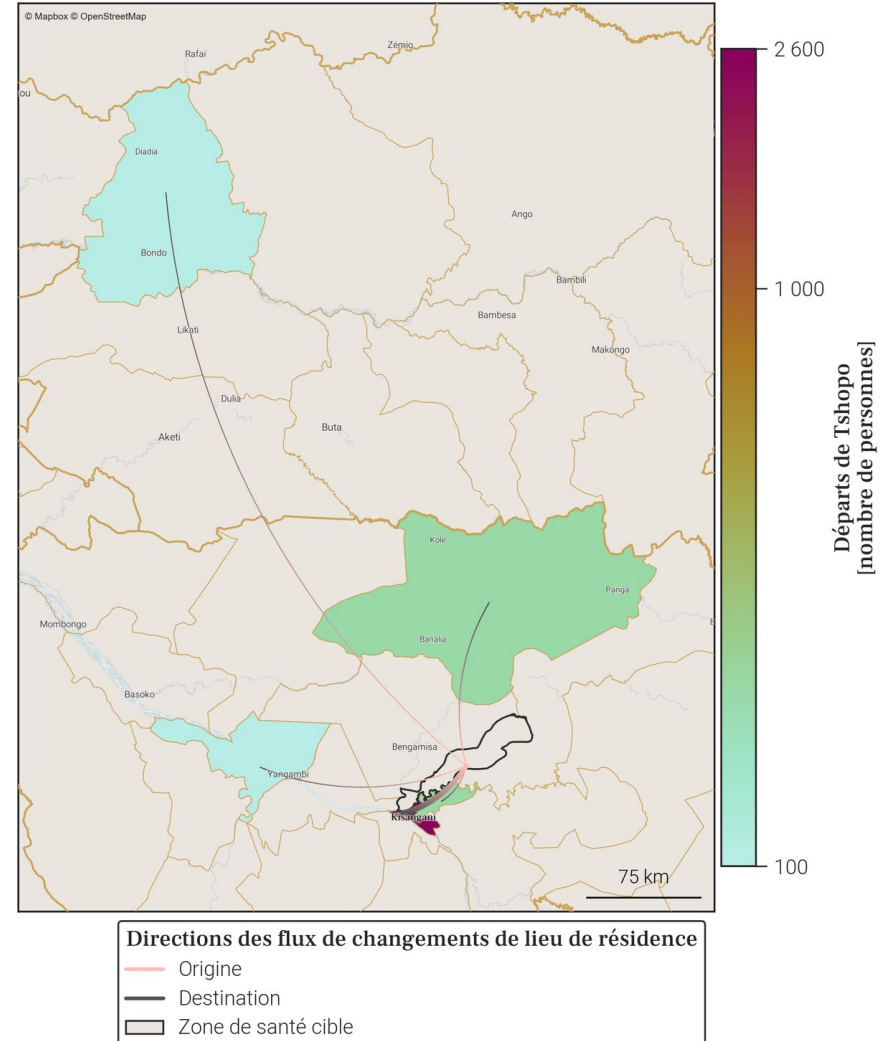 © Mapbox © OpenStreetMap
Rafaï
Zémio
ou
Diadia
Ango
Bondo
Bambili
Bambesa
Likati
Makongo
Dulia
Buta
Aketi
Kole
Panga
Mombongo
Banalia
Basoko
Bengamisa
Yangambi
Kisangani
75 km
2 600
1 000
100
Départs de Tshopo
[nombre de personnes]
Directions des flux de changements de lieu de résidence
Origine
Destination
Zone de santé cible